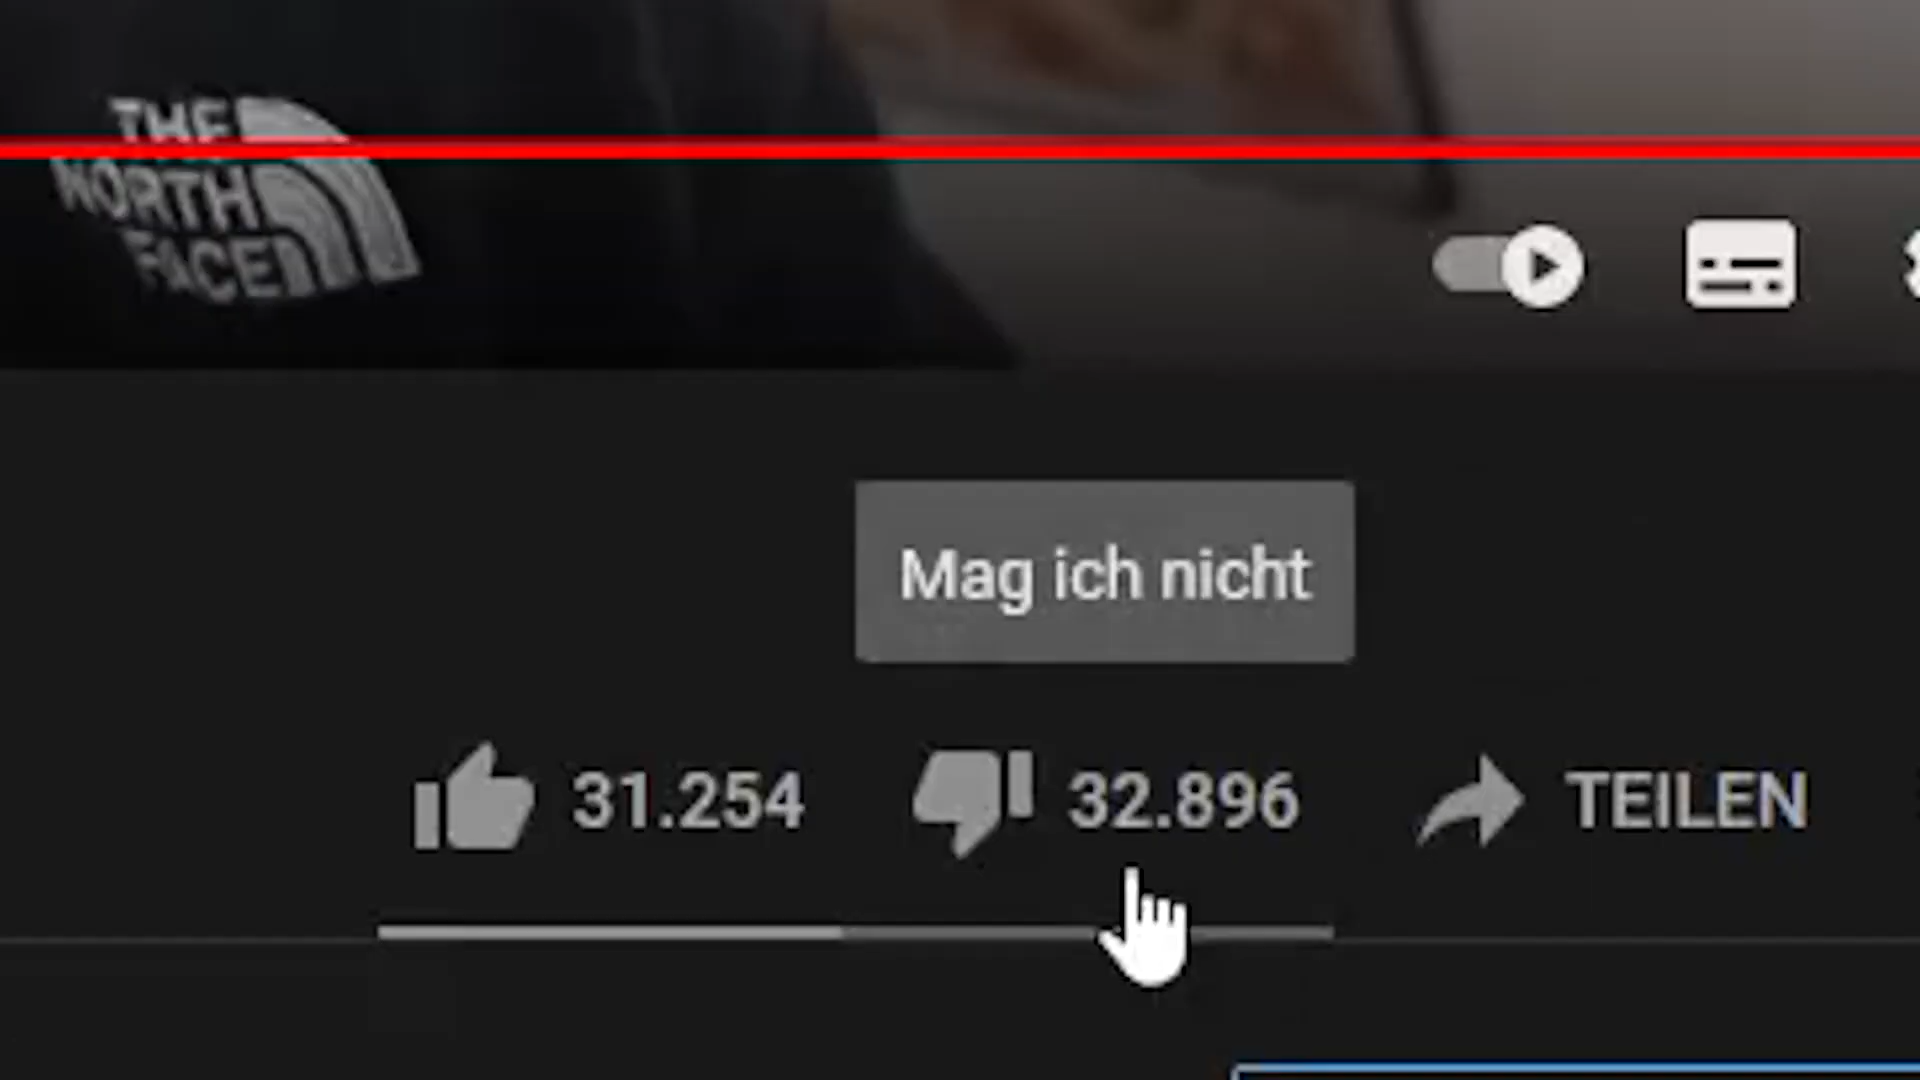 THE
NORTH
FACE
Mag ich nicht
31.254 32.896 TEILEN